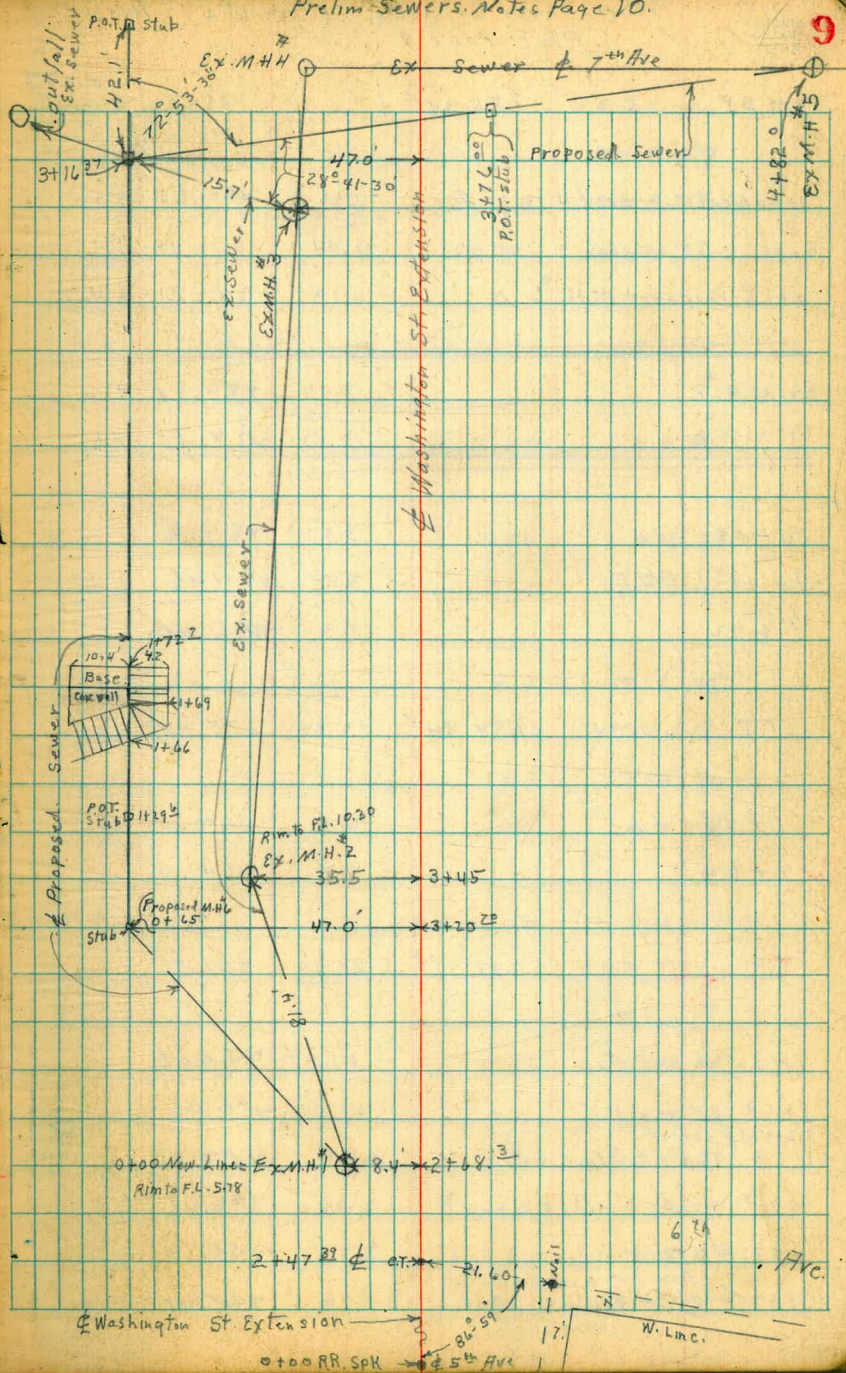 Prelim Sewers. Notes Page 10.
9
P.O.T. Stub
outfall
Ex. Sewer
42.1'
Ex. M.H 4#
Ex Sewer ₵ 7th Ave
72°-53'-30"
47.0'
3+16 37
15.7'
28°-41'-30"
3+76 00
P.O.T. Stub
Proposed Sewer
4+82 0
Ex M.H #5
Ex. Sewer
Ex M.H. #3
₵ Washington St. Extension
Ex. Sewer
1+72 7
10.4'
4.2
Base
1+69
1+66
₵ Proposed Sewer
P.O.T.
Stub 1+29 6
Rim to F.L. 10.30
Ex. M.H. #2
35.5
3+45
Proposed M.H. #6
0+65
Stub
47.0'
3+20 20
81.4'
0+00 New Line = Ex M.H. #1
8.4'
2+68.3
Rim to F.L. 5.78
6th
Ave.
2+47 39 ₵
C.T.
21.60'
Nail
N
W. Line.
₵ Washington St. Extension
86°-59'
17.'
0+00 RR. Spk
₵ 5th Ave